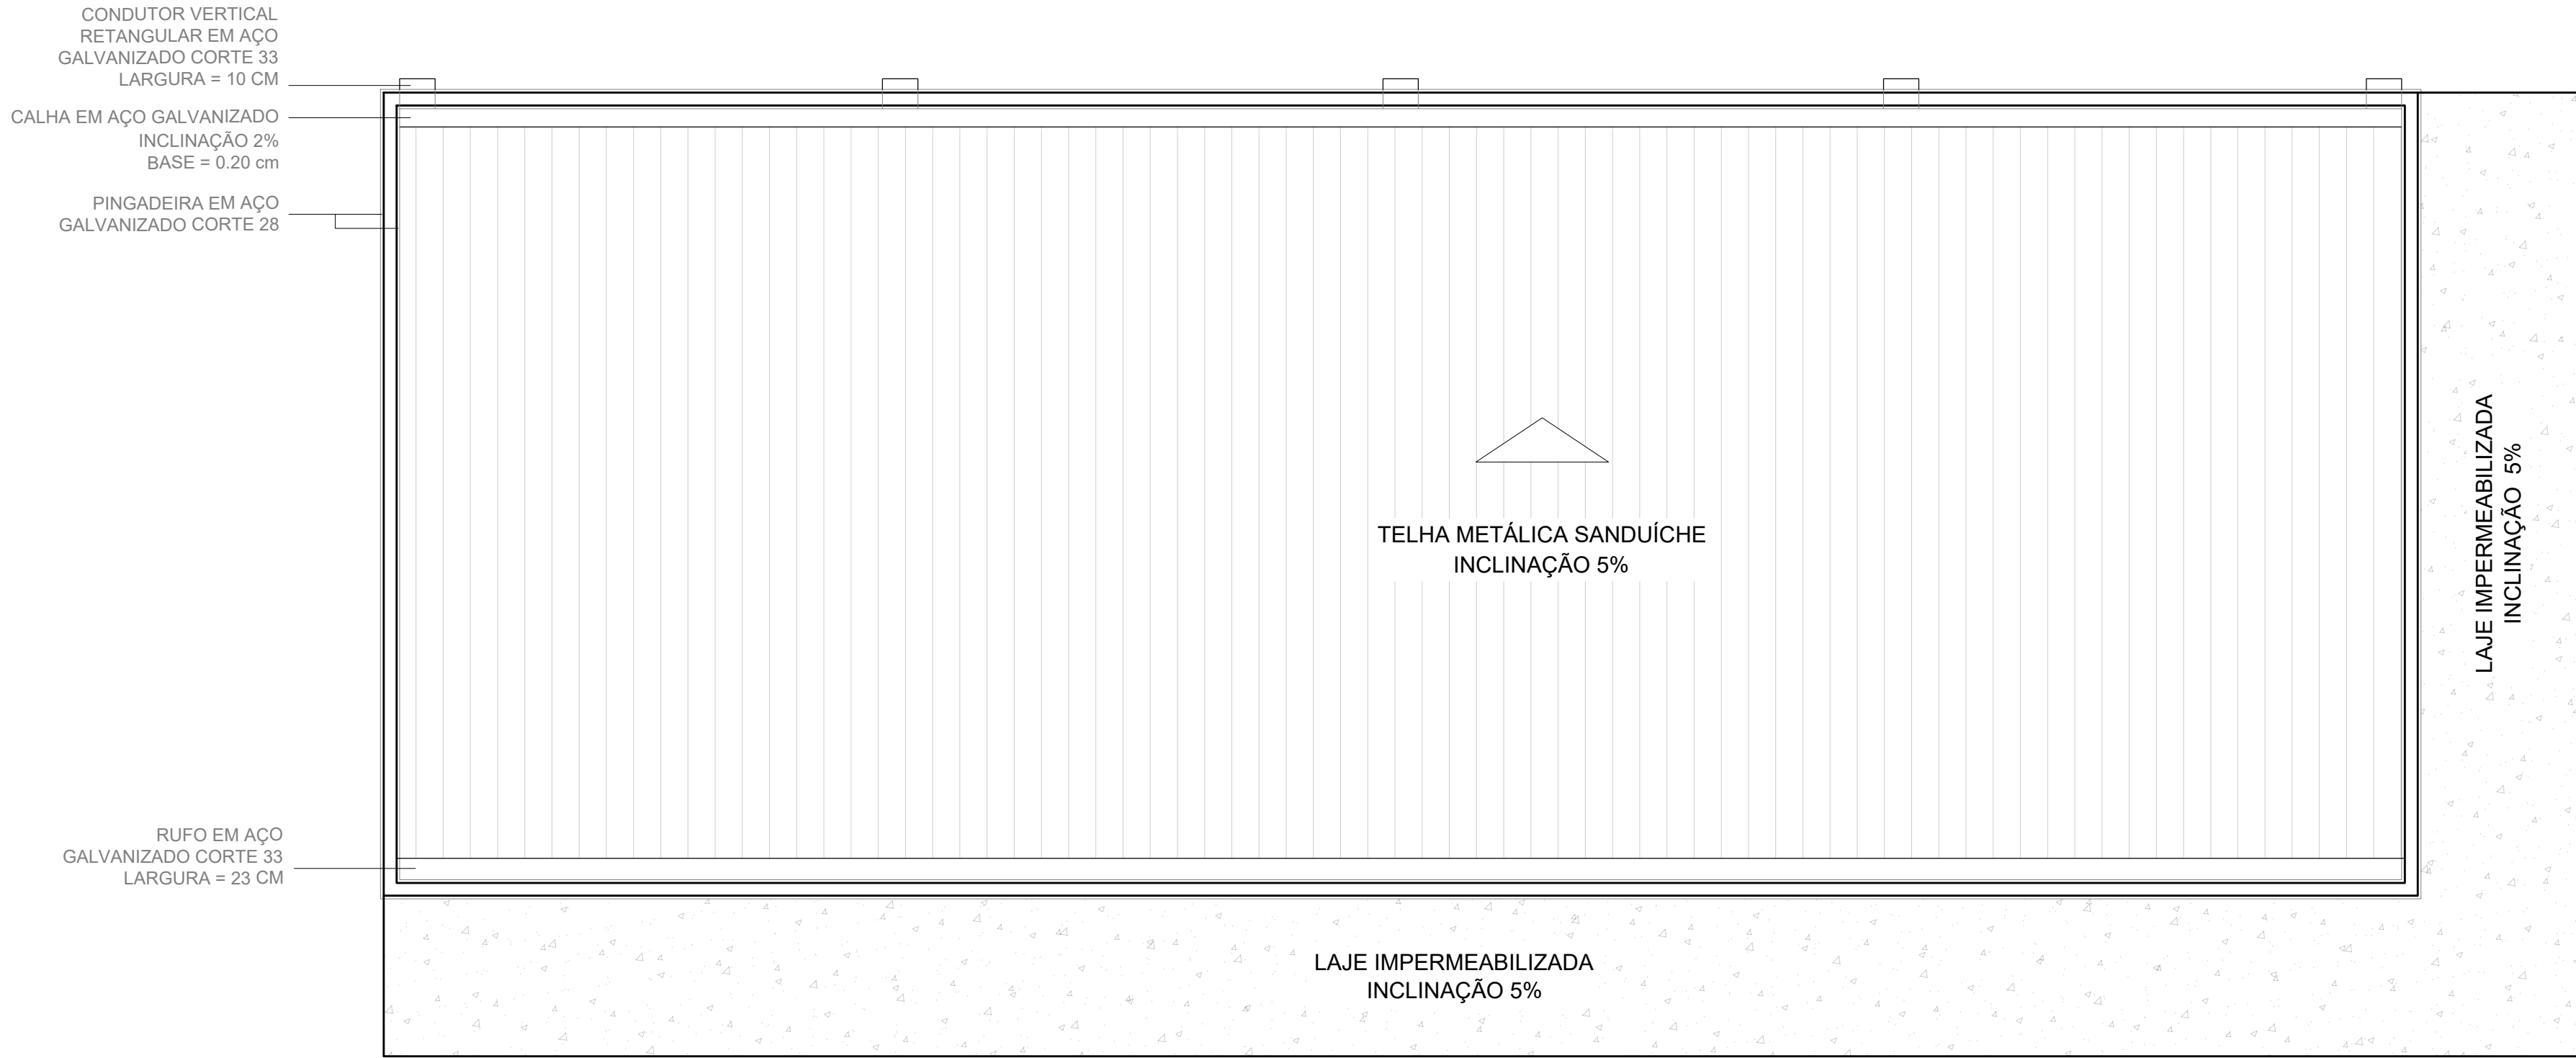 CONDUTOR VERTICAL
RETANGULAR EM AÇO
GALVANIZADO CORTE 33
LARGURA = 10 CM
CALHA EM AÇO GALVANIZADO
INCLINAÇÃO 2%
BASE = 0.20 cm
PINGADEIRA EM AÇO
GALVANIZADO CORTE 28
TELHA METÁLICA SANDUÍCHE
INCLINAÇÃO 5%
LAJE IMPERMEABILIZADA
INCLINAÇÃO 5%
RUFO EM AÇO
GALVANIZADO CORTE 33
LARGURA = 23 CM
LAJE IMPERMEABILIZADA
INCLINAÇÃO 5%